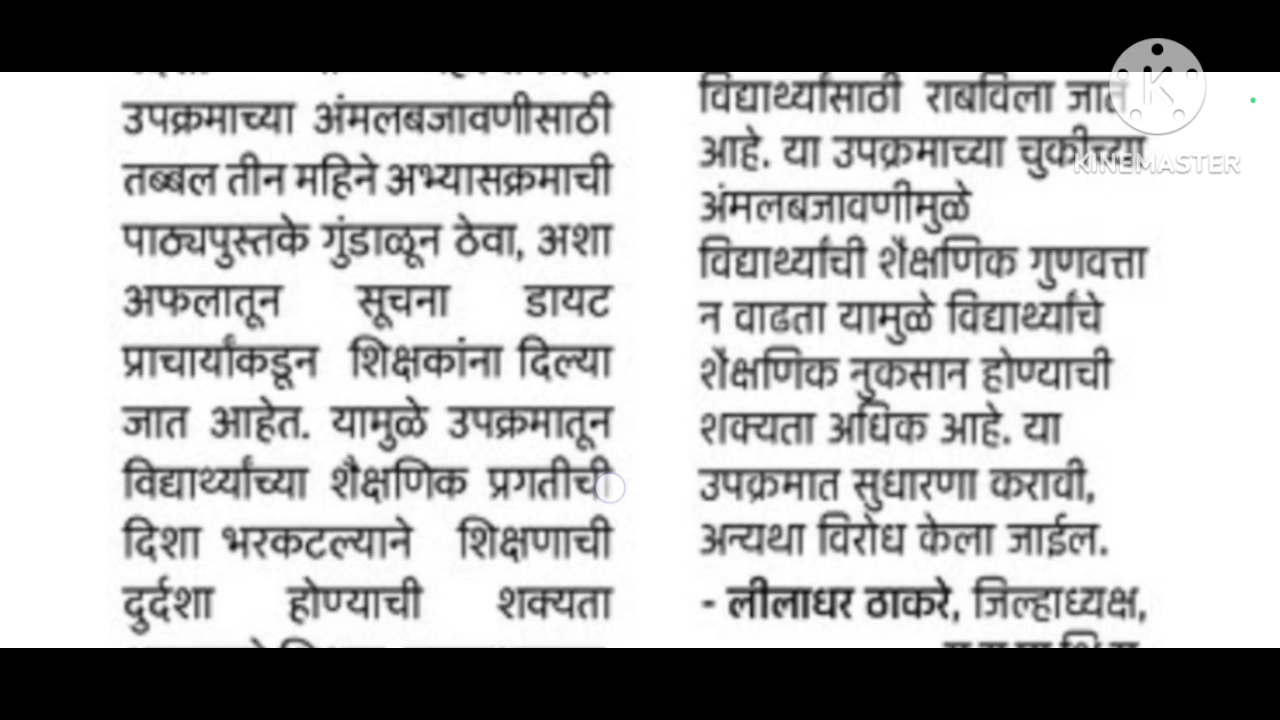 उपक्रमाच्या अंमलबजावणीसाठी
तब्बल तीन महिने अभ्यासक्रमाची
पाठ्यपुस्तके गुंडाळून ठेवा, अशा
अफलातून सूचना डायट
प्राचार्यांकडून शिक्षकांना दिल्या
जात आहेत. यामुळे उपक्रमातून
विद्यार्थ्यांच्या शैक्षणिक प्रगतीची
दिशा भरकटल्याने शिक्षणाची
दुर्दशा होण्याची शक्यता
विद्यार्थ्यांसाठी राबविला जात
आहे. या उपक्रमाच्या चुकीच्या
अंमलबजावणीमुळे
विद्यार्थ्यांची शैक्षणिक गुणवत्ता
न वाढता यामुळे विद्यार्थ्यांचे
शैक्षणिक नुकसान होण्याची
शक्यता अधिक आहे. या
उपक्रमात सुधारणा करावी,
अन्यथा विरोध केला जाईल.
- लीलाधर ठाकरे, जिल्हाध्यक्ष,
K
KINEMASTER